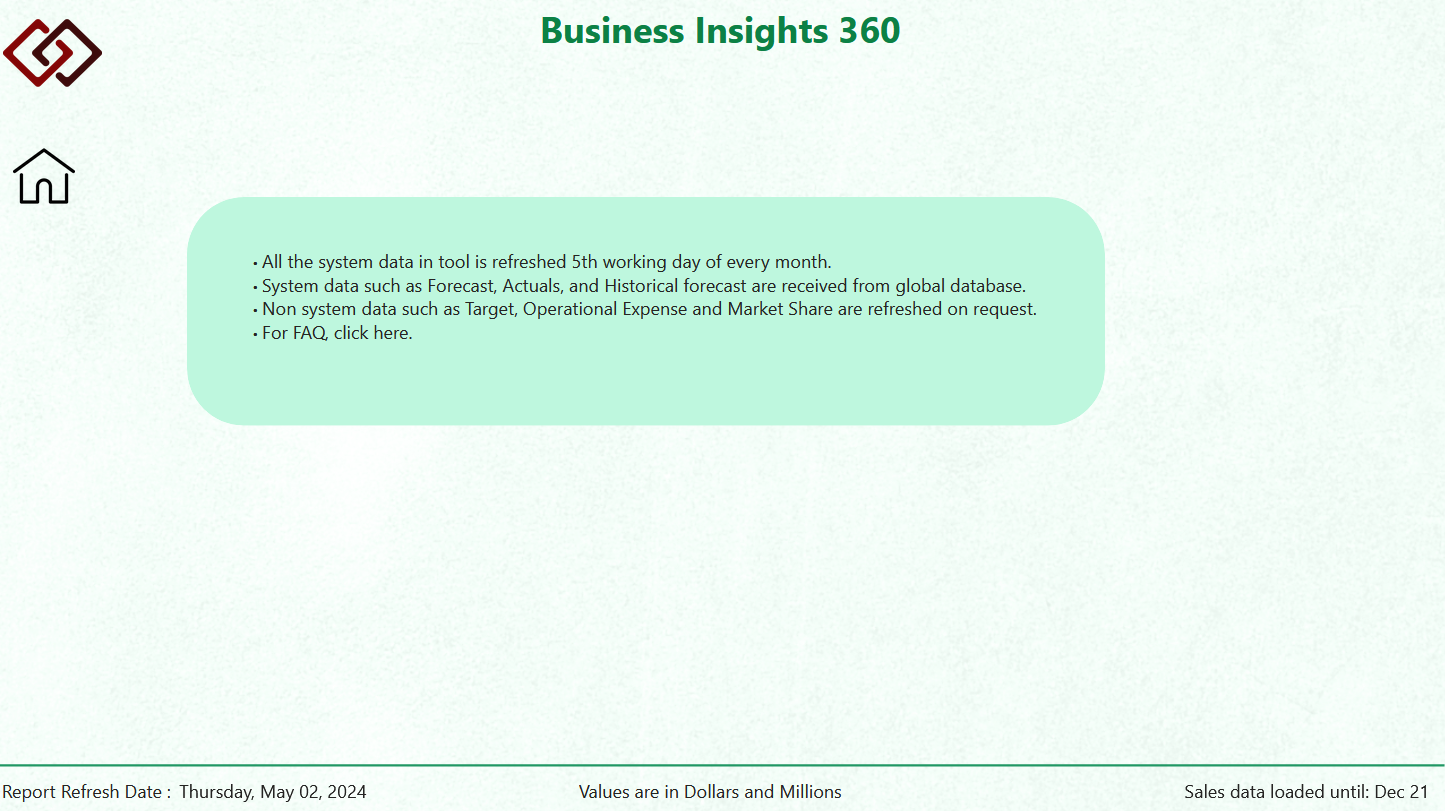 Business Insights 360
• All the system data in tool is refreshed 5th working day of every month.
• System data such as Forecast, Actuals, and Historical forecast are received from global database.
• Non system data such as Target, Operational Expense and Market Share are refreshed on request.
• For FAQ, click here.
Report Refresh Date : Thursday, May 02, 2024
Values are in Dollars and Millions
Sales data loaded until: Dec 21